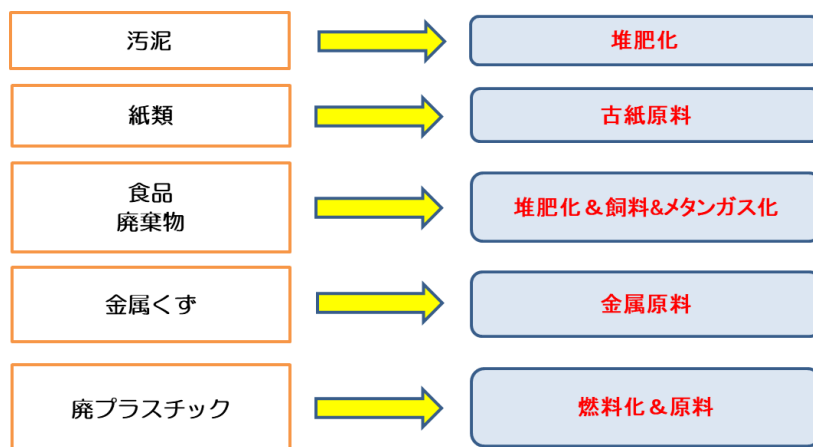 汚泥
堆肥化
紙類
古紙原料
食品
廃棄物
堆肥化＆飼料&メタンガス化
金属くず
金属原料
廃プラスチック
燃料化＆原料